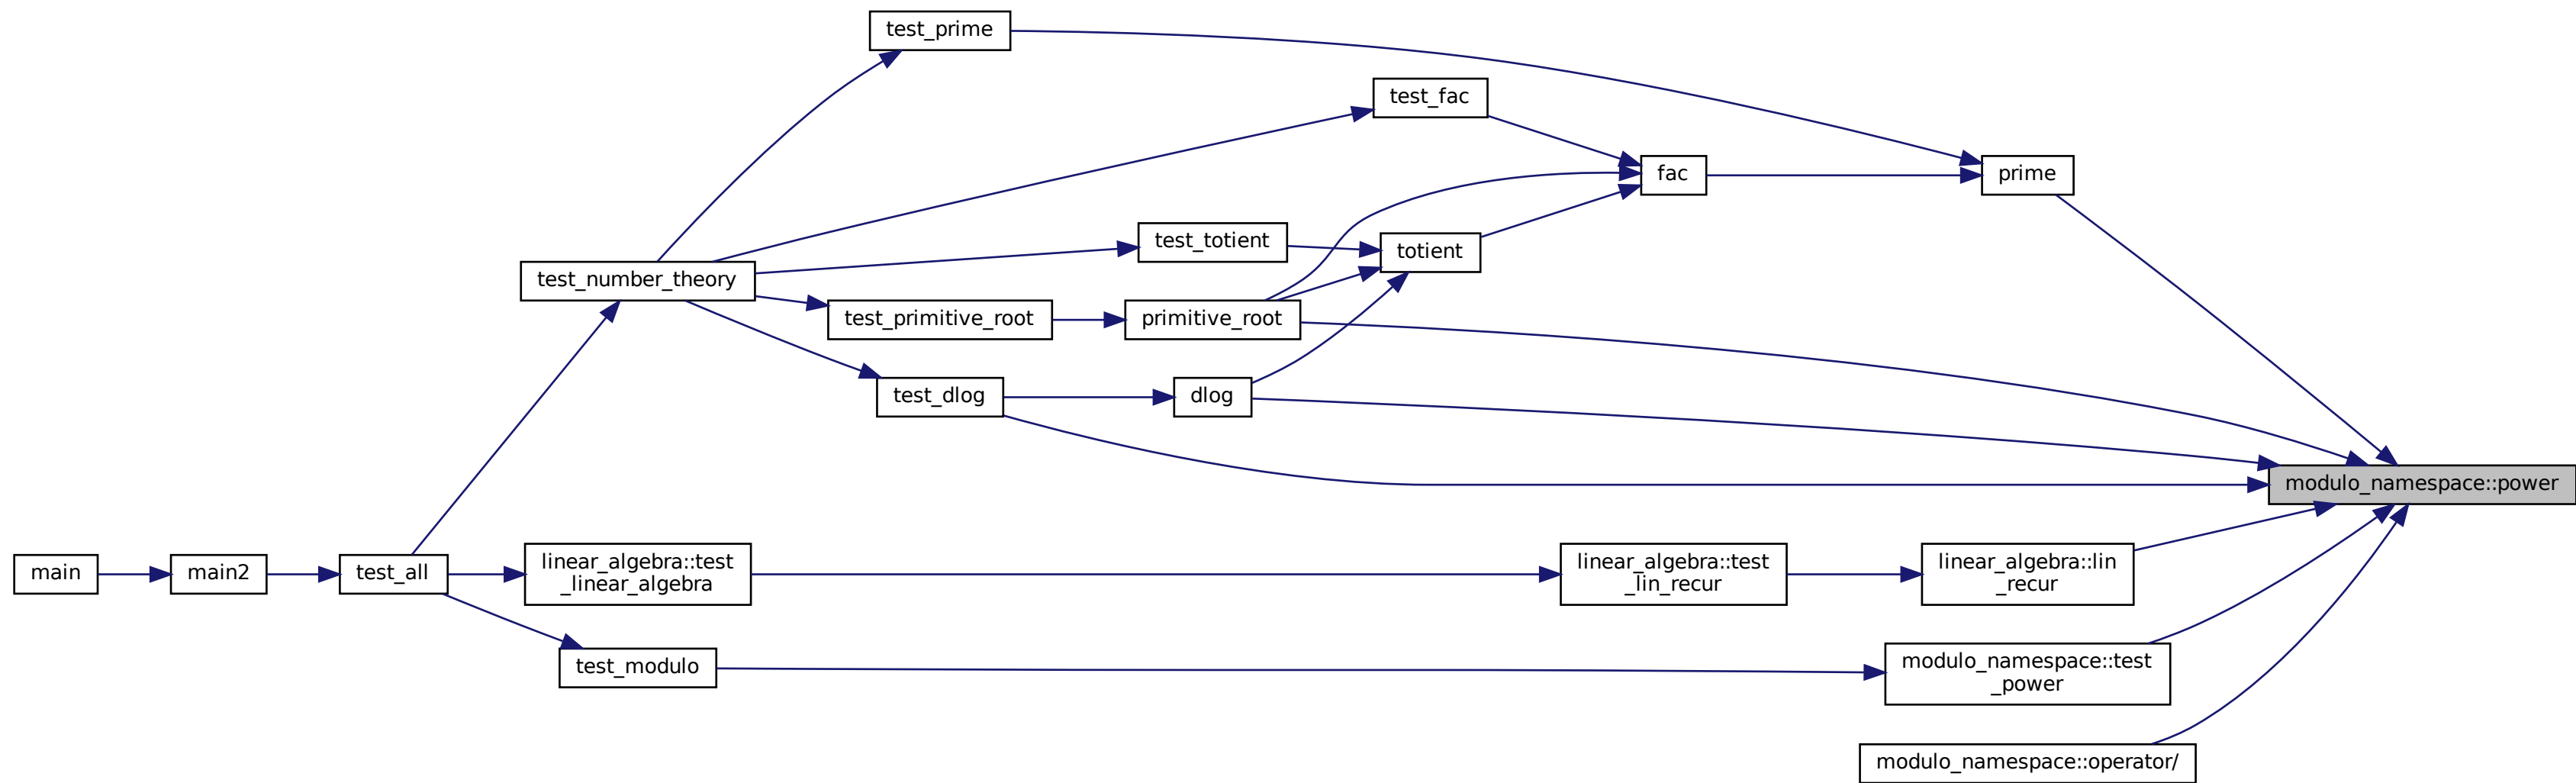 test_prime
test_fac
fac
prime
test_totient
totient
test_number_theory
test_primitive_root
primitive_root
test_dlog
dlog
modulo_namespace::power
main
main2
test_all
linear_algebra::test
_linear_algebra
linear_algebra::test
_lin_recur
linear_algebra::lin
_recur
test_modulo
modulo_namespace::test
_power
modulo_namespace::operator/